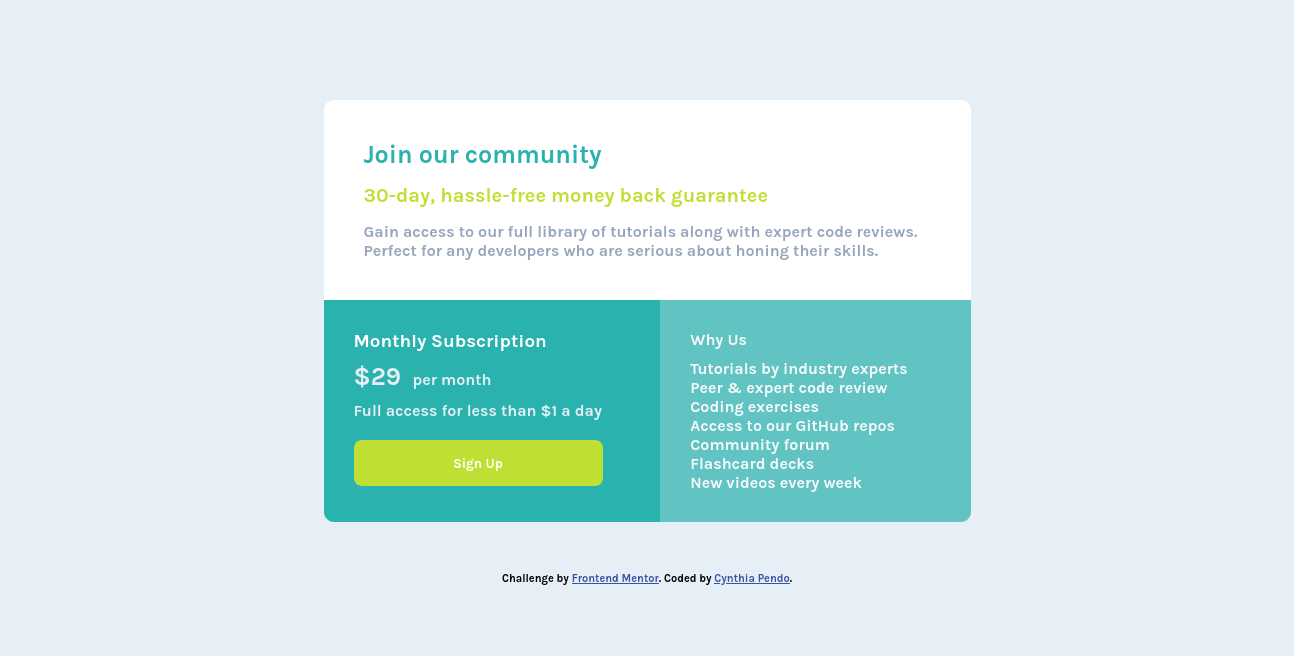 Join our community
30-day, hassle-free money back guarantee
Gain access to our full library of tutorials along with expert code reviews.
Perfect for any developers who are serious about honing their skills.
Monthly Subscription
$29 per month
Full access for less than $1 a day
Sign Up
Why Us
Tutorials by industry experts
Peer & expert code review
Coding exercises
Access to our GitHub repos
Community forum
Flashcard decks
New videos every week
Challenge by Frontend Mentor. Coded by Cynthia Pendo.